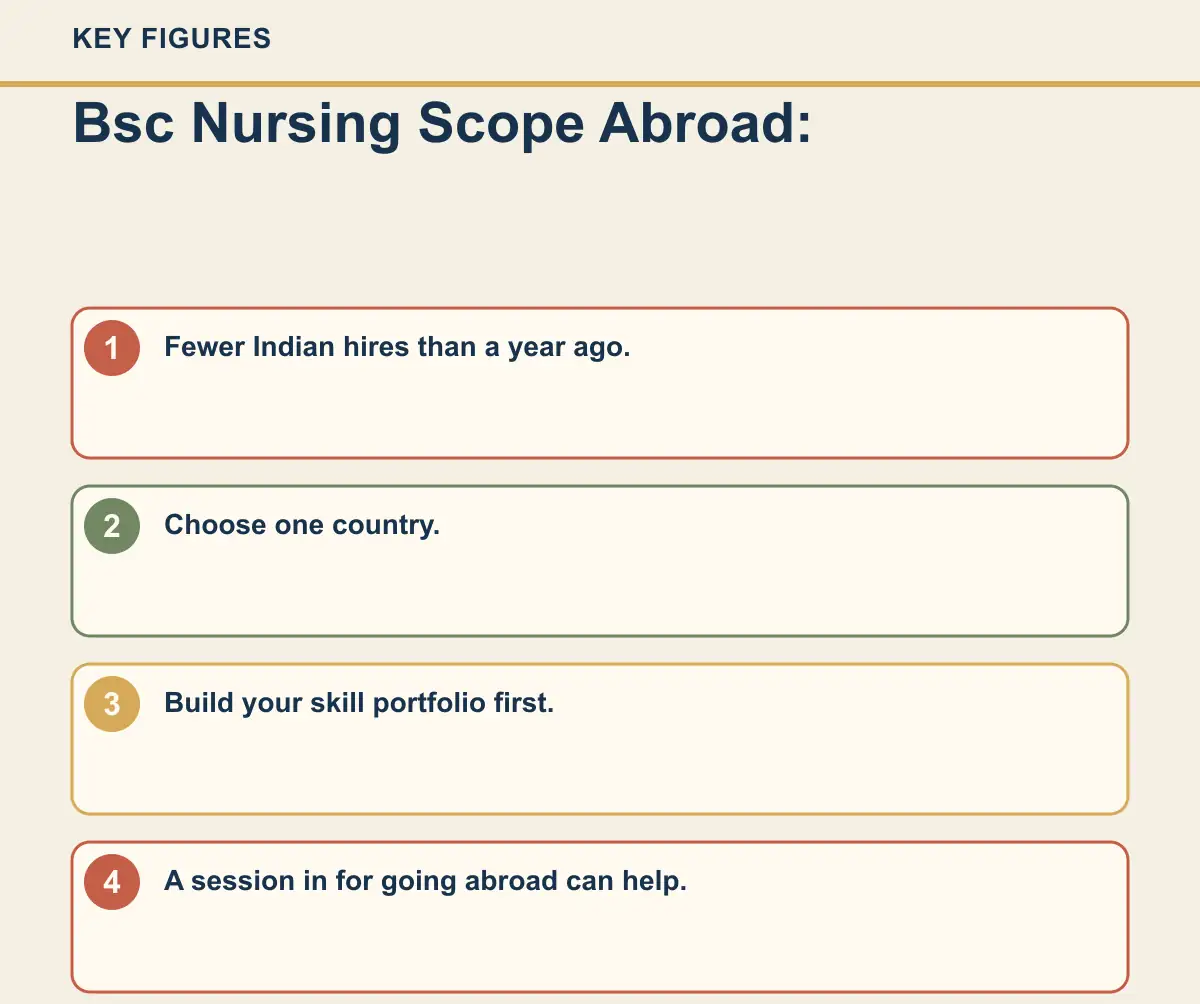 KEY FIGURES
Bsc Nursing Scope Abroad:
1
Fewer Indian hires than a year ago.
2
Choose one country.
3
Build your skill portfolio first.
4
A session in for going abroad can help.